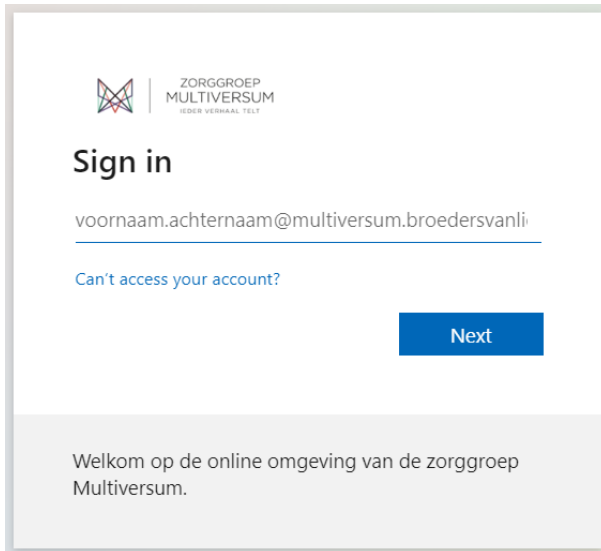 ZORGGROEP
MULTIVERSUM
IEDER VERHAAL TELT
Sign in
voornaam.achternaam@multiversum.broedersvanli
Can't access your account?
Next
Welkom op de online omgeving van de zorggroep
Multiversum.